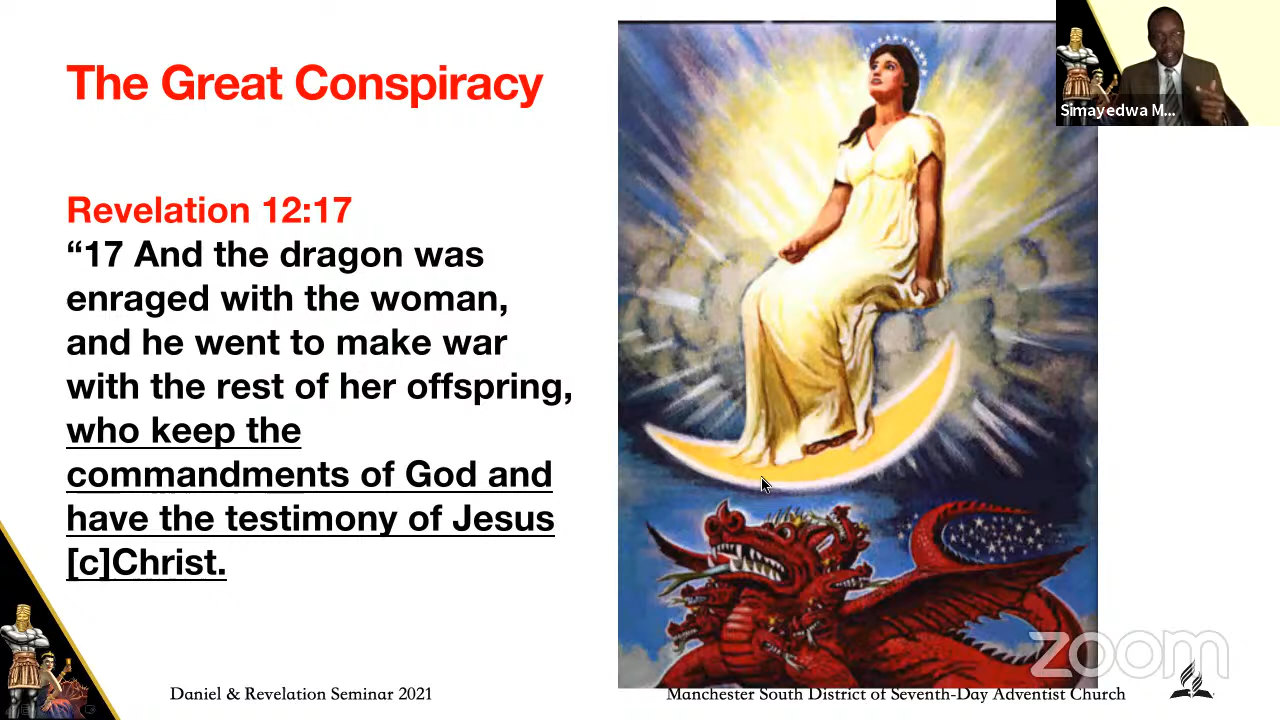 The Great Conspiracy
Simayedwa M...
Revelation 12:17
“17 And the dragon was
enraged with the woman,
and he went to make war
with the rest of her offspring,
who keep the
commandments of God and
have the testimony of Jesus
[c]Christ.
zoom
Daniel & Revelation Seminar 2021
Manchester South District of Seventh-Day Adventist Church